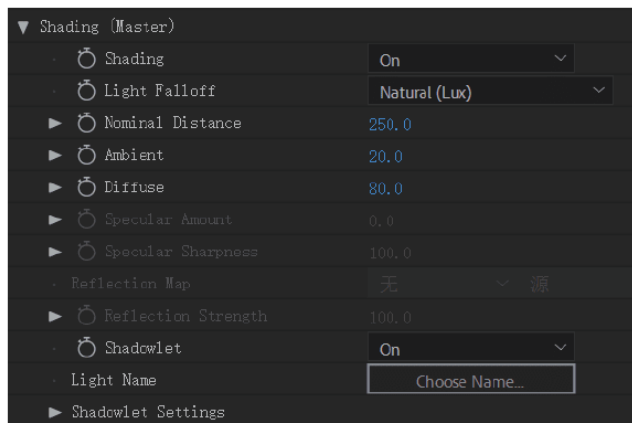 Shading (Master)
Shading On
Light Falloff Natural (Lux)
Nominal Distance 250.0
Ambient 20.0
Diffuse 80.0
Specular Amount 0.0
Specular Sharpness 100.0
Reflection Map 无 源
Reflection Strength 100.0
Shadowlet On
Light Name Choose Name...
Shadowlet Settings